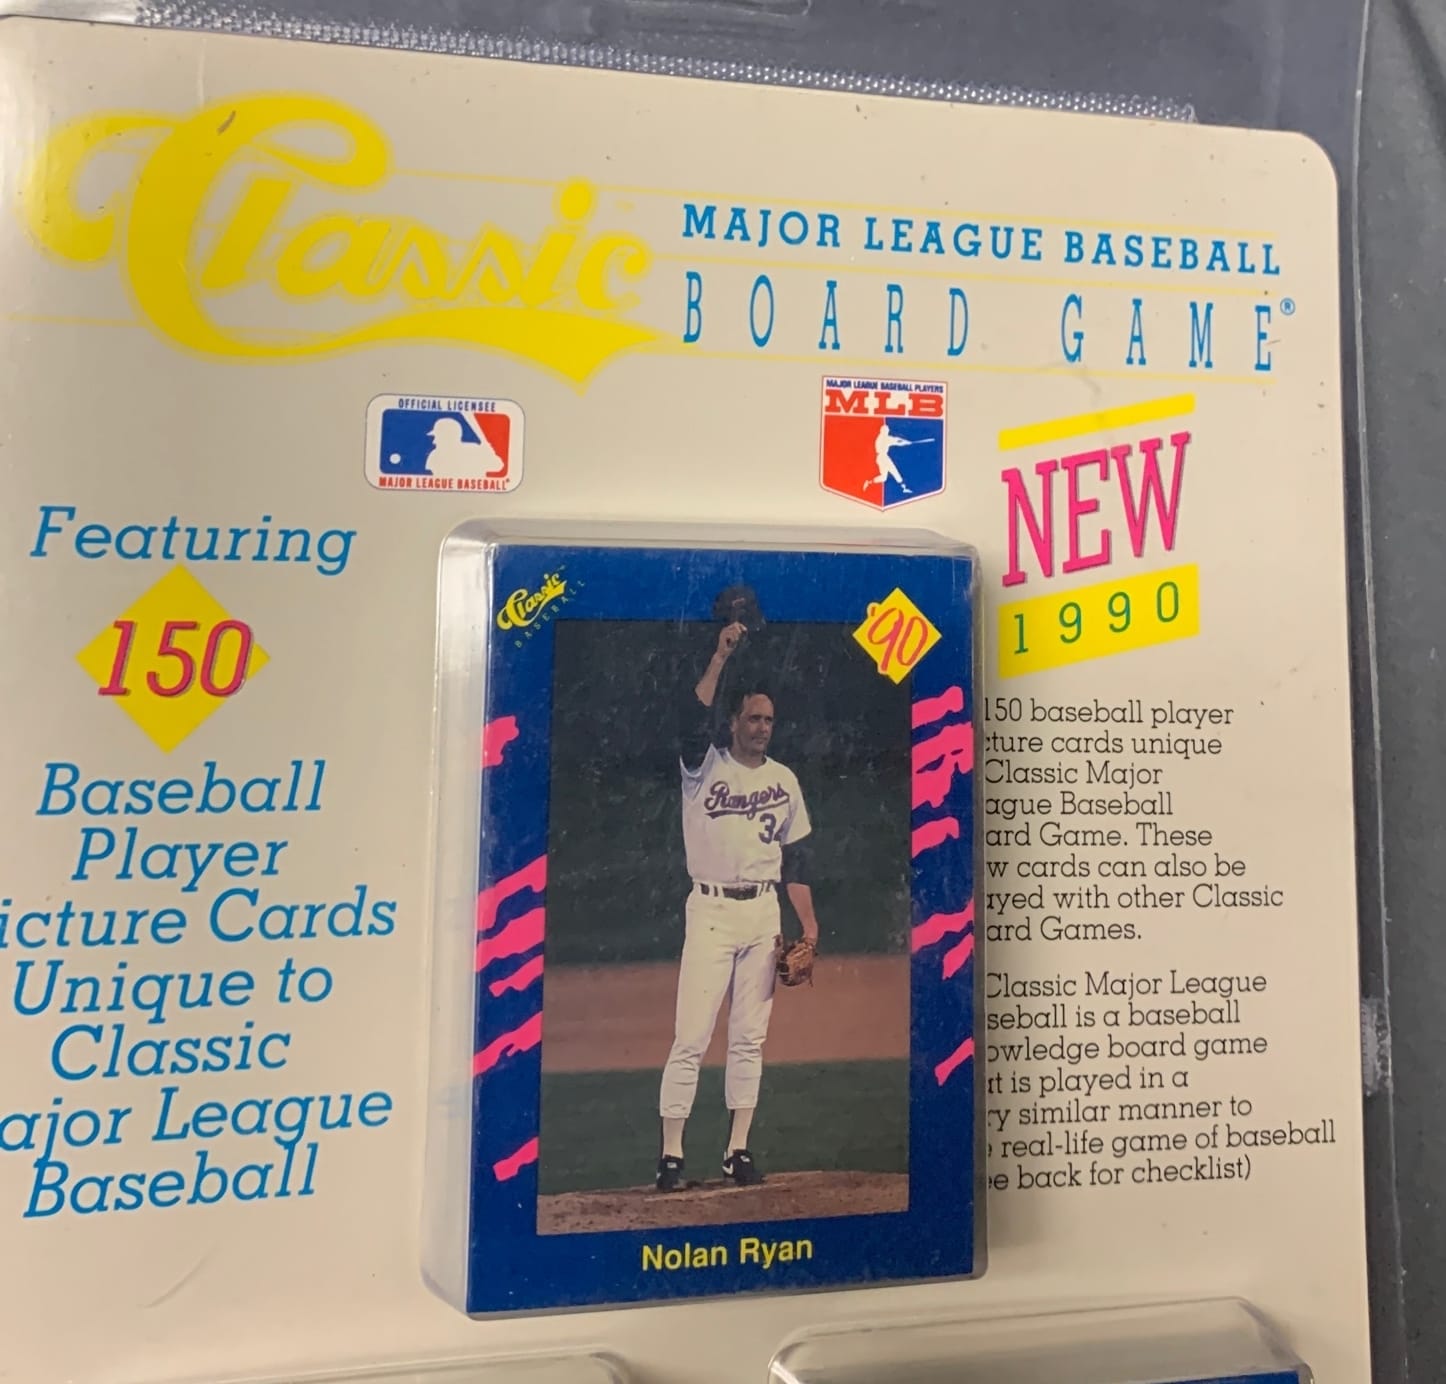 Classic
MAJOR LEAGUE BASEBALL
BOARD GAME®
OFFICIAL LICENSEE
MAJOR LEAGUE BASEBALL
MAJOR LEAGUE BASEBALL PLAYERS
MLB
NEW
1990
Featuring
150
Baseball
Player
icture Cards
Unique to
Classic
ajor League
Baseball
Classic
BASEBALL
'90
Rangers
34
Nolan Ryan
150 baseball player
cture cards unique
Classic Major
ague Baseball
ard Game. These
w cards can also be
ayed with other Classic
ard Games.
Classic Major League
seball is a baseball
owledge board game
at is played in a
ry similar manner to
real-life game of baseball
ee back for checklist)